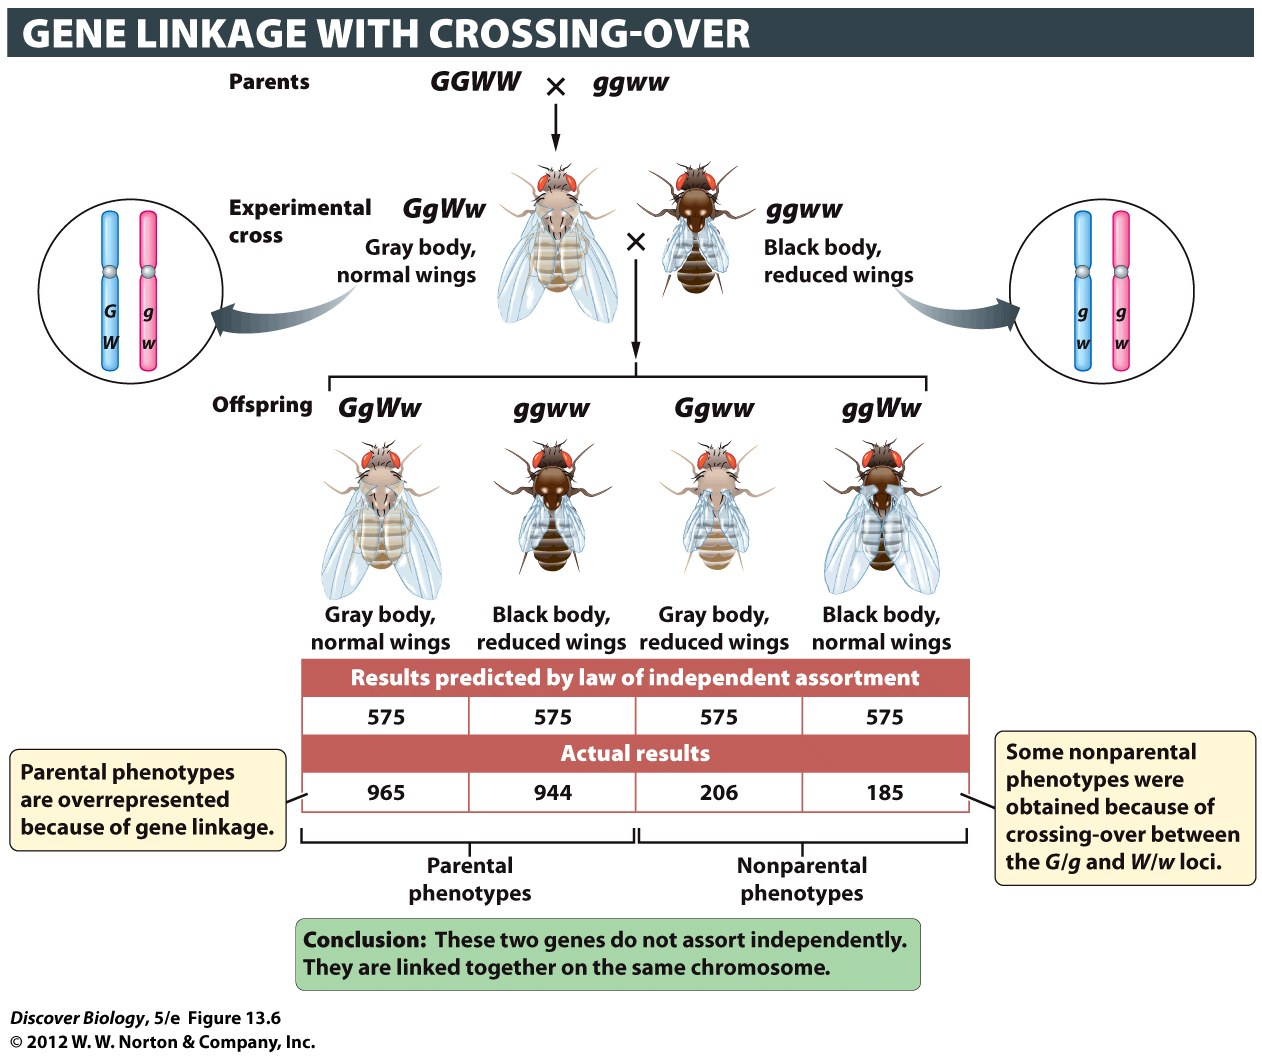 GENE LINKAGE WITH CROSSING-OVER
Parents
GGWW × ggww
Experimental
cross
GgWw
Gray body,
normal wings
×
ggww
Black body,
reduced wings
G g
W w
g g
w w
Offspring
GgWw ggww Ggww ggWw
Gray body,
normal wings
Black body,
reduced wings
Gray body,
reduced wings
Black body,
normal wings
Results predicted by law of independent assortment
575 575 575 575
Actual results
965 944 206 185
Parental phenotypes
are overrepresented
because of gene linkage.
Some nonparental
phenotypes were
obtained because of
crossing-over between
the G/g and W/w loci.
Parental
phenotypes
Nonparental
phenotypes
Conclusion: These two genes do not assort independently.
They are linked together on the same chromosome.
Discover Biology, 5/e Figure 13.6
© 2012 W. W. Norton & Company, Inc.